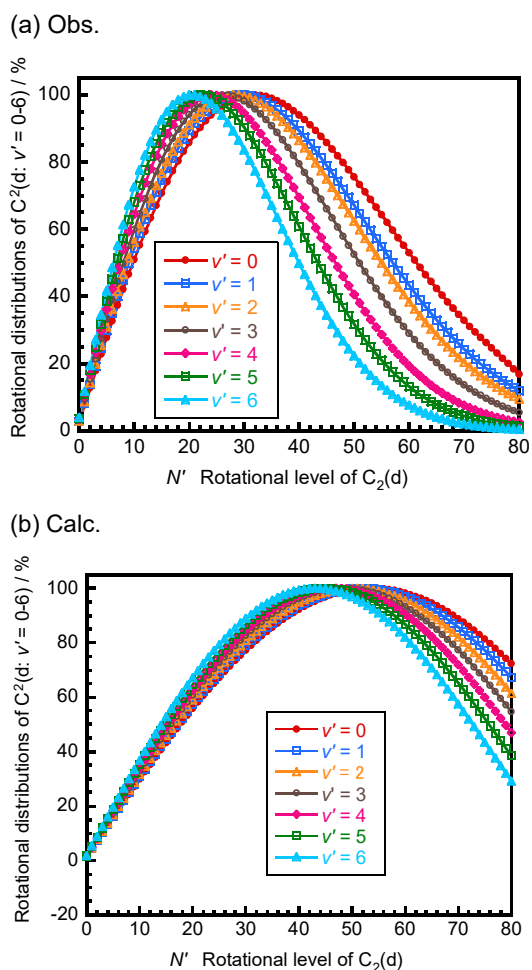 (a) Obs.
Rotational distributions of C²(d: v' = 0-6) / %
100
80
60
40
20
0
v' = 0
v' = 1
v' = 2
v' = 3
v' = 4
v' = 5
v' = 6
0 10 20 30 40 50 60 70 80
N' Rotational level of C₂(d)
(b) Calc.
Rotational distributions of C²(d: v' = 0-6) / %
100
80
60
40
20
0
-20
v' = 0
v' = 1
v' = 2
v' = 3
v' = 4
v' = 5
v' = 6
0 10 20 30 40 50 60 70 80
N' Rotational level of C₂(d)